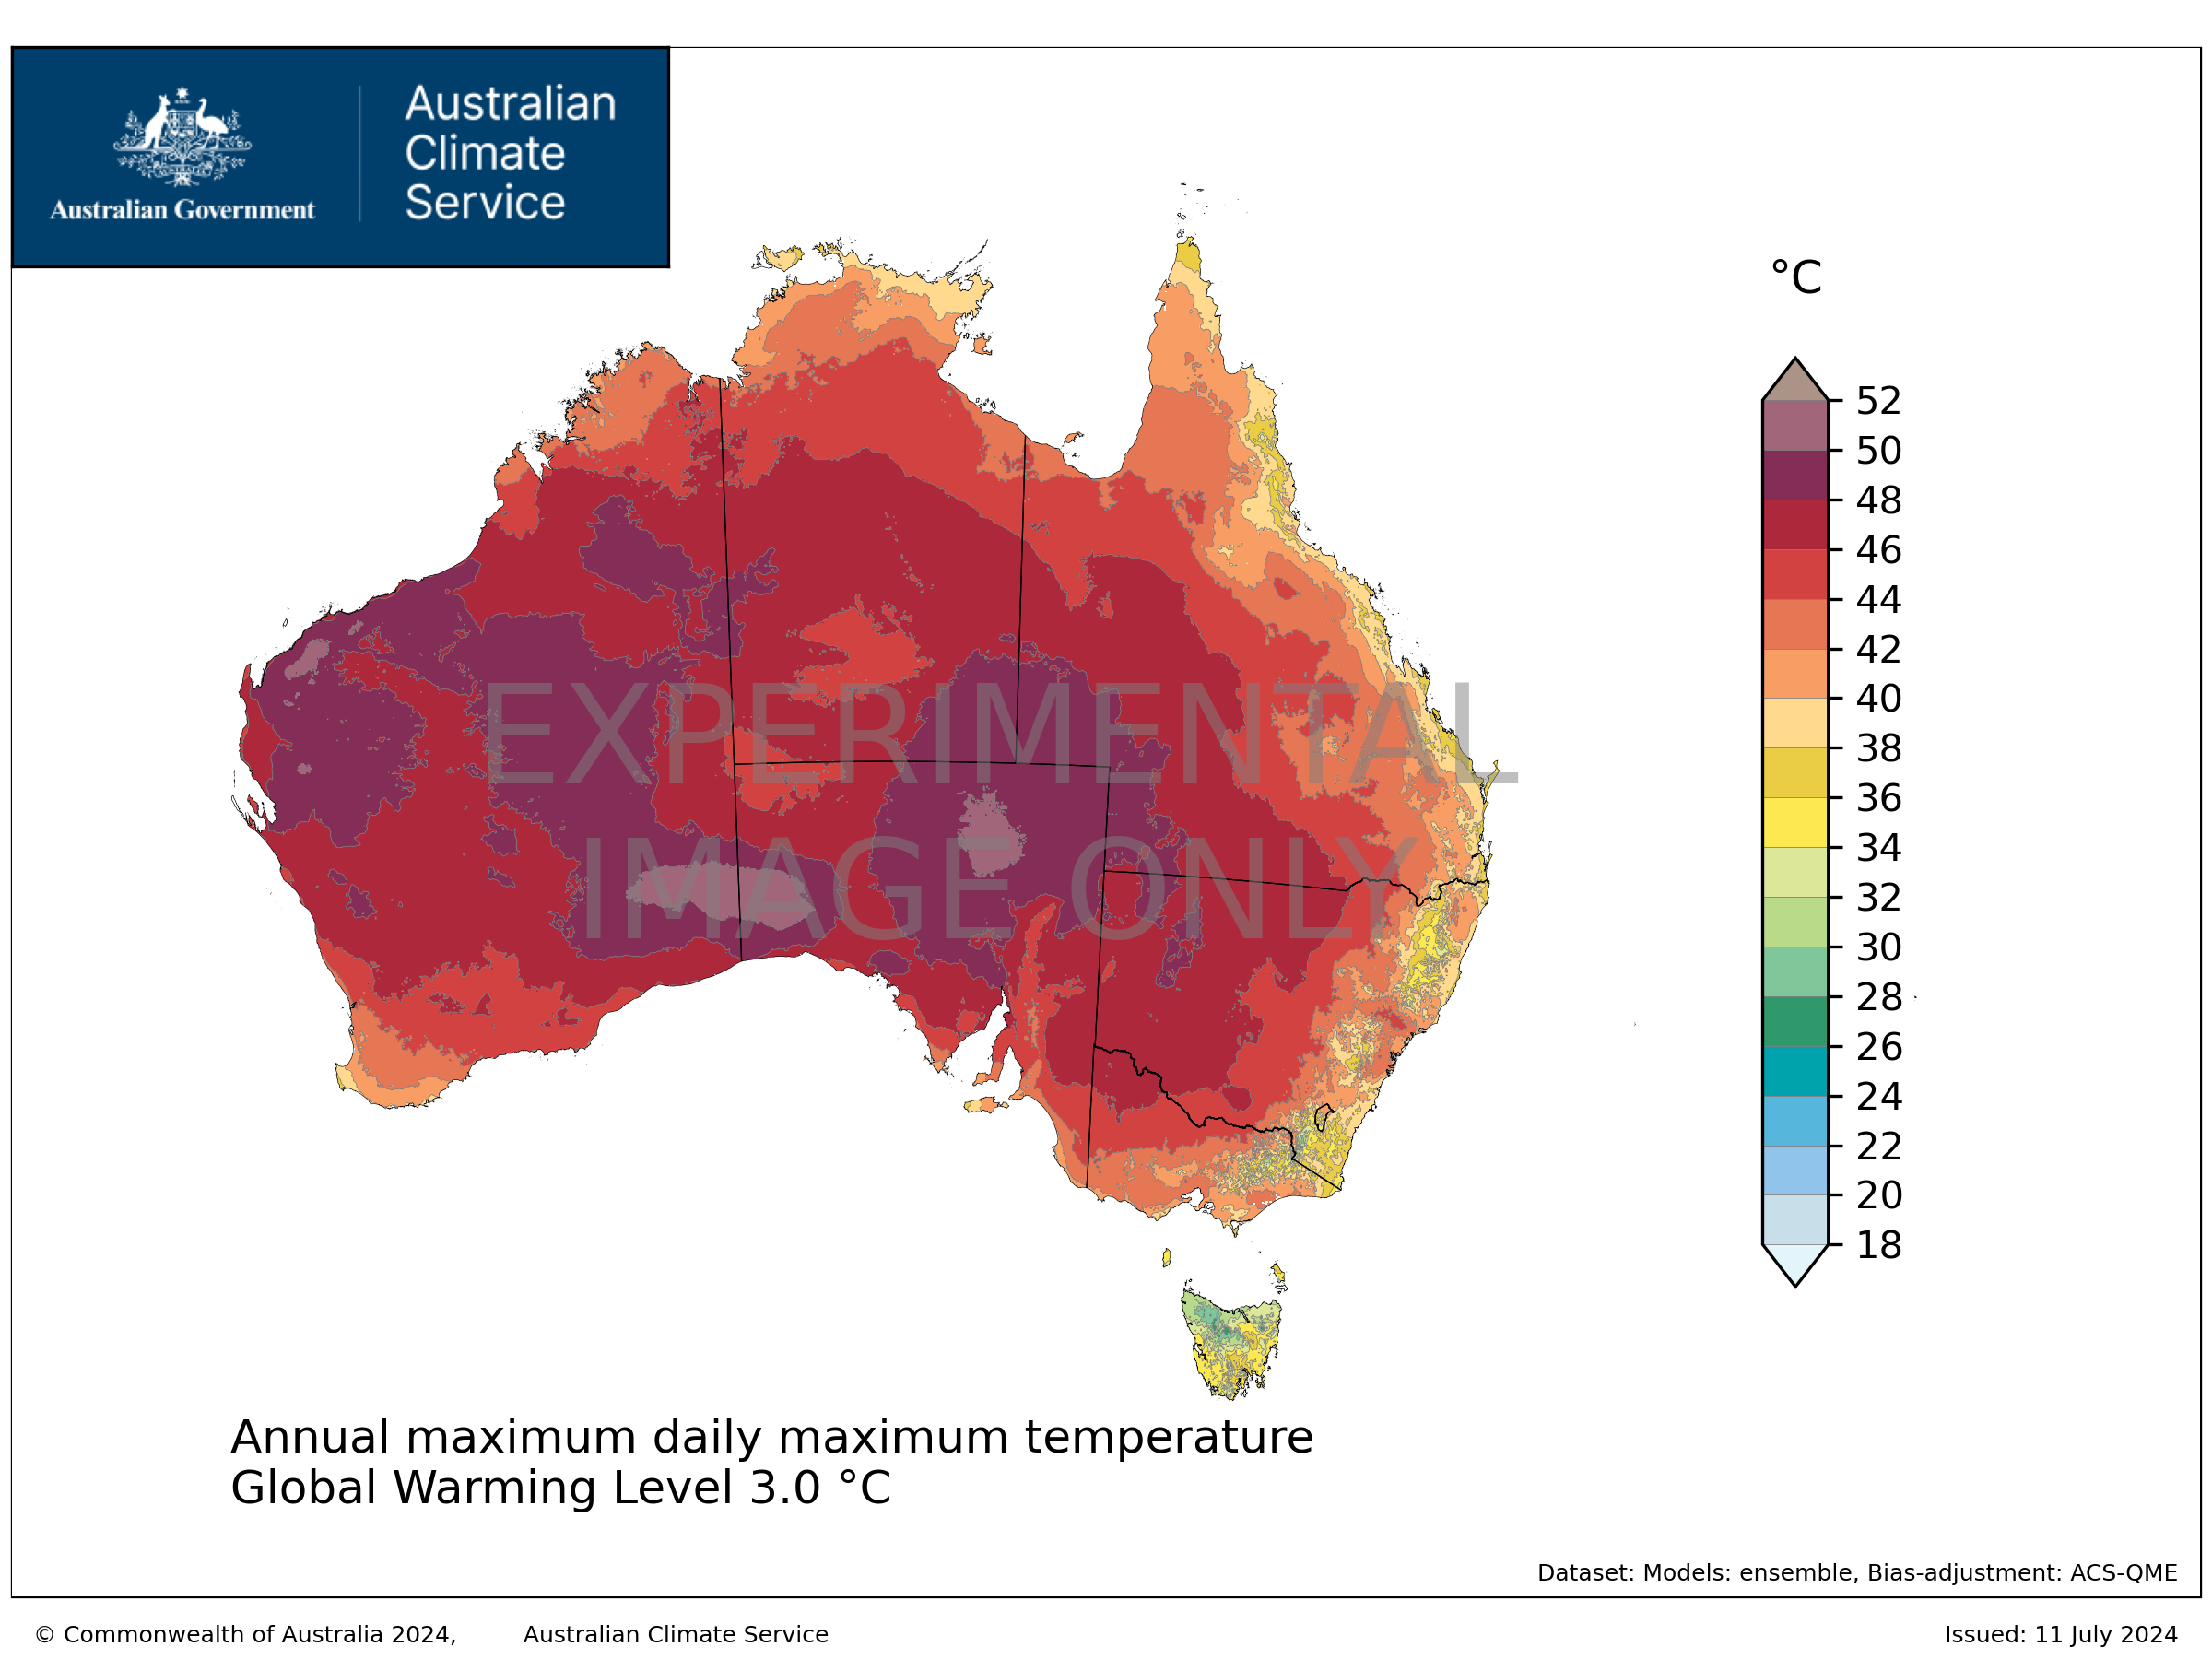 Australian Government
Australian
Climate
Service
°C
52
50
48
46
44
42
40
38
36
34
32
30
28
26
24
22
20
18
EXPERIMENTAL
IMAGE ONLY
Annual maximum daily maximum temperature
Global Warming Level 3.0 °C
Dataset: Models: ensemble, Bias-adjustment: ACS-QME
© Commonwealth of Australia 2024, Australian Climate Service Issued: 11 July 2024